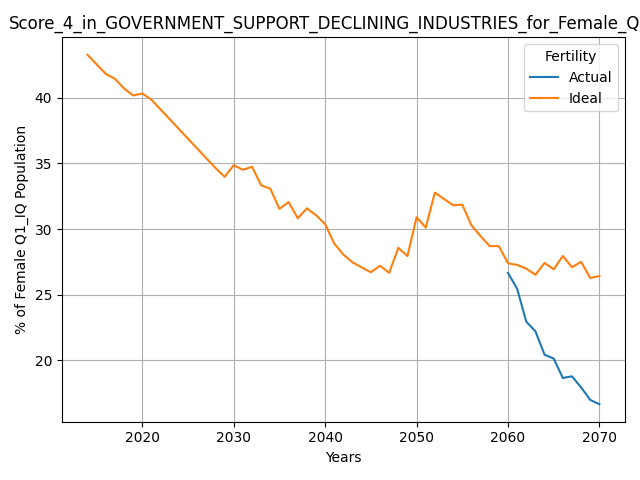 Score_4_in_GOVERNMENT_SUPPORT_DECLINING_INDUSTRIES_for_Female_Q
Fertility
Actual
Ideal
% of Female Q1_IQ Population
40
35
30
25
20
2020 2030 2040 2050 2060 2070
Years